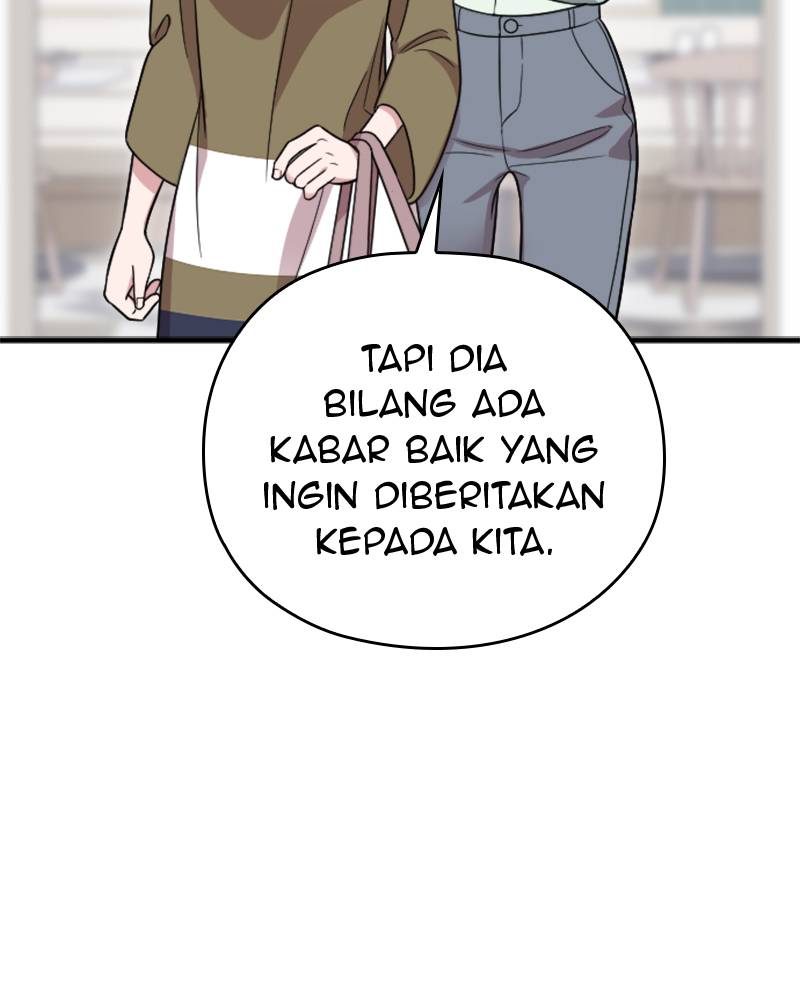 TAPI DIA
BILANG ADA
KABAR BAIK YANG
INGIN DIBERITAKAN
KEPADA KITA.